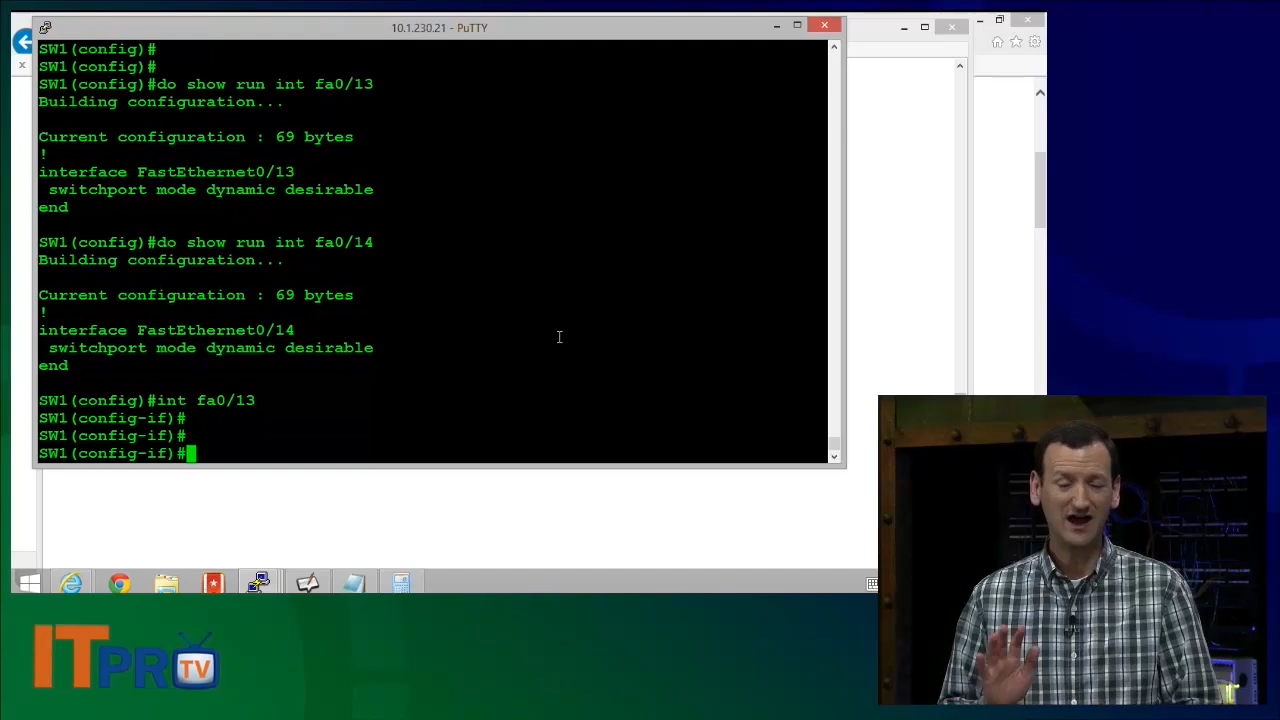 10.1.230.21 - PuTTY
SW1(config)#
SW1(config)#
SW1(config)#do show run int fa0/13
Building configuration...
Current configuration : 69 bytes
!
interface FastEthernet0/13
switchport mode dynamic desirable
end
SW1(config)#do show run int fa0/14
Building configuration...
Current configuration : 69 bytes
!
interface FastEthernet0/14
switchport mode dynamic desirable
end
SW1(config)#int fa0/13
SW1(config-if)#
SW1(config-if)#
SW1(config-if)#
ITPRO
TV